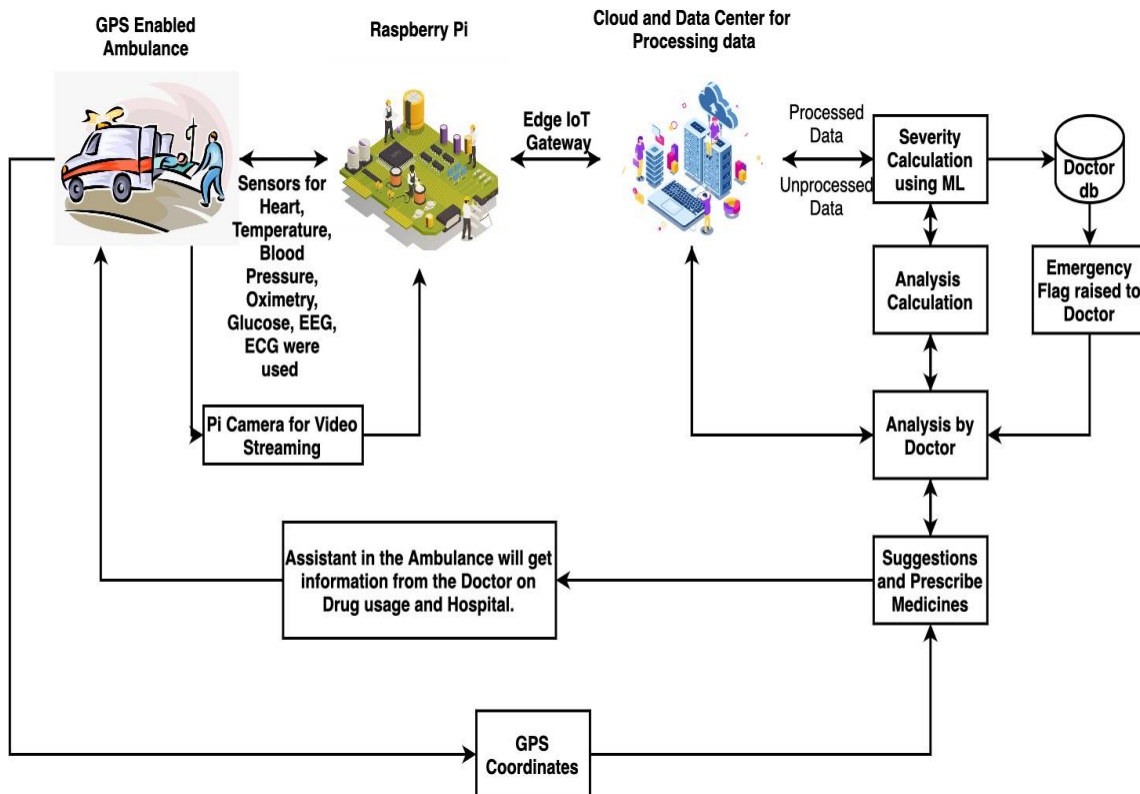 GPS Enabled
Ambulance
Raspberry Pi
Cloud and Data Center for
Processing data
Edge IoT
Gateway
Processed
Data
Unprocessed
Data
Severity
Calculation
using ML
Doctor
db
Sensors for
Heart,
Temperature,
Blood
Pressure,
Oximetry,
Glucose, EEG,
ECG were
used
Analysis
Calculation
Emergency
Flag raised to
Doctor
Pi Camera for Video
Streaming
Analysis by
Doctor
Assistant in the Ambulance will get
information from the Doctor on
Drug usage and Hospital.
Suggestions
and Prescribe
Medicines
GPS
Coordinates